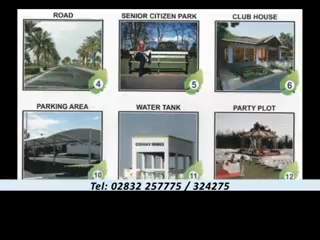 ROAD
SENIOR CITIZEN PARK
CLUB HOUSE
4
5
6
PARKING AREA
WATER TANK
PARTY PLOT
10
11
12
Tel: 02832 257775 / 324275